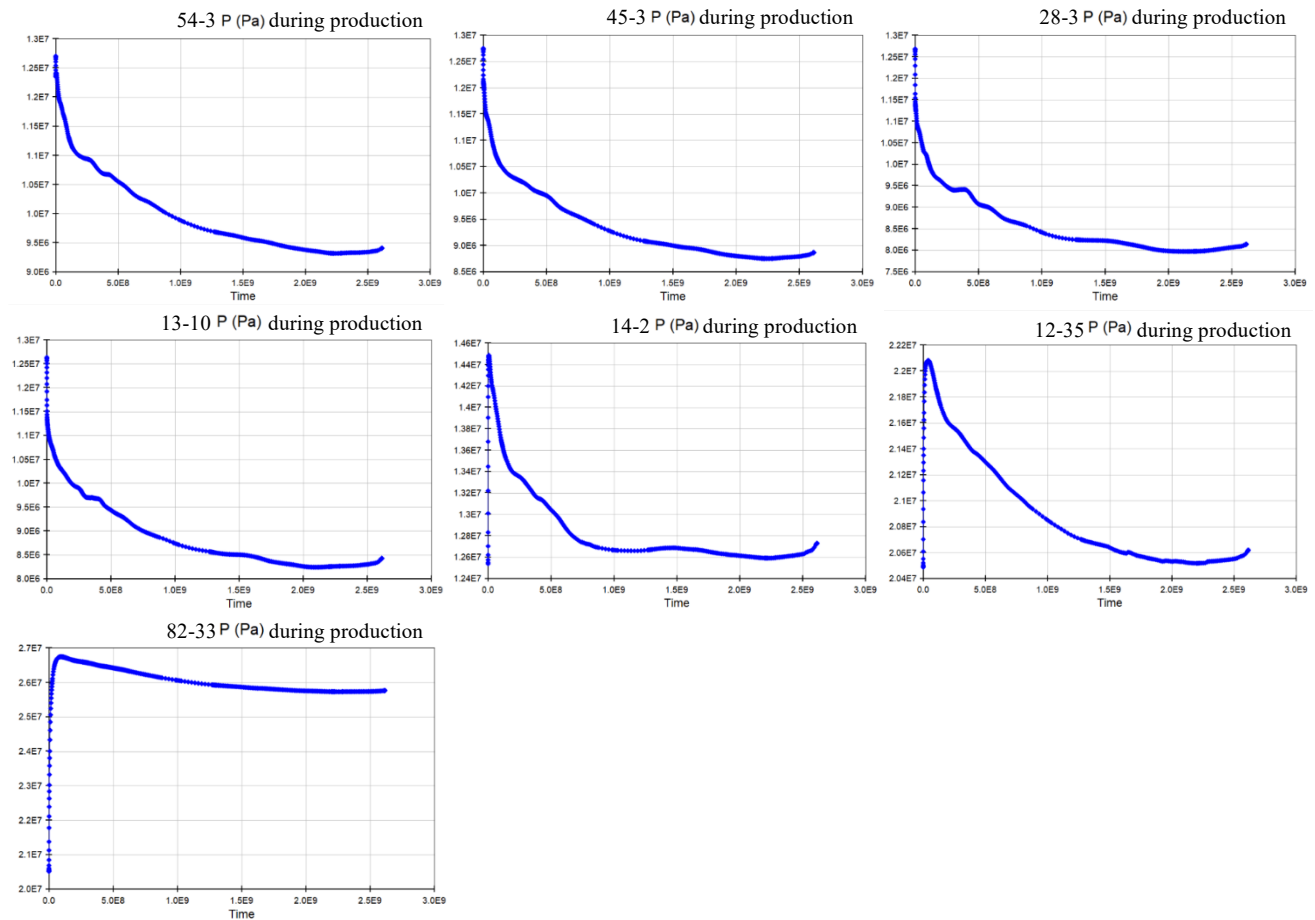 54-3 P (Pa) during production
1.3E7
1.25E7
1.2E7
1.15E7
1.1E7
1.05E7
1.0E7
9.5E6
9.0E6
0.0 5.0E8 1.0E9 1.5E9 2.0E9 2.5E9 3.0E9
Time
45-3 P (Pa) during production
1.3E7
1.25E7
1.2E7
1.15E7
1.1E7
1.05E7
1.0E7
9.5E6
9.0E6
8.5E6
0.0 5.0E8 1.0E9 1.5E9 2.0E9 2.5E9 3.0E9
Time
28-3 P (Pa) during production
1.3E7
1.25E7
1.2E7
1.15E7
1.1E7
1.05E7
1.0E7
9.5E6
9.0E6
8.5E6
8.0E6
7.5E6
0.0 5.0E8 1.0E9 1.5E9 2.0E9 2.5E9 3.0E9
Time
13-10 P (Pa) during production
1.3E7
1.25E7
1.2E7
1.15E7
1.1E7
1.05E7
1.0E7
9.5E6
9.0E6
8.5E6
8.0E6
0.0 5.0E8 1.0E9 1.5E9 2.0E9 2.5E9 3.0E9
Time
14-2 P (Pa) during production
1.46E7
1.44E7
1.42E7
1.4E7
1.38E7
1.36E7
1.34E7
1.32E7
1.3E7
1.28E7
1.26E7
1.24E7
0.0 5.0E8 1.0E9 1.5E9 2.0E9 2.5E9 3.0E9
Time
12-35 P (Pa) during production
2.22E7
2.2E7
2.18E7
2.16E7
2.14E7
2.12E7
2.1E7
2.08E7
2.06E7
2.04E7
0.0 5.0E8 1.0E9 1.5E9 2.0E9 2.5E9 3.0E9
Time
82-33 P (Pa) during production
2.7E7
2.6E7
2.5E7
2.4E7
2.3E7
2.2E7
2.1E7
2.0E7
0.0 5.0E8 1.0E9 1.5E9 2.0E9 2.5E9 3.0E9
Time